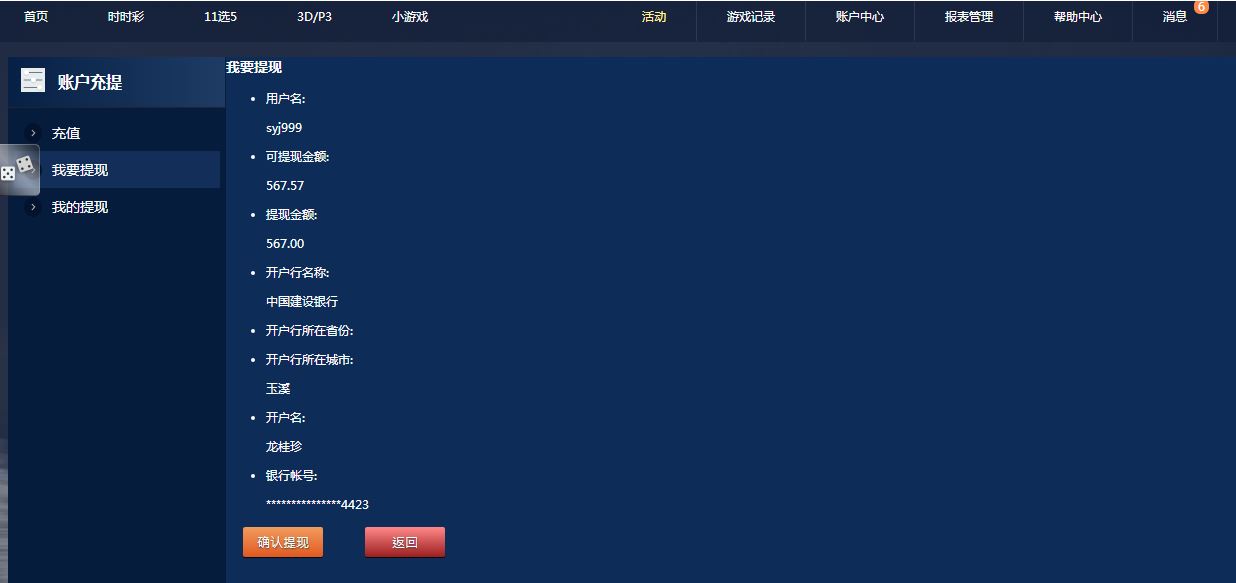 首页 时时彩 11选5 3D/P3 小游戏 活动 游戏记录 账户中心 报表管理 帮助中心 消息 6
账户充提
充值
我要提现
我的提现
我要提现
用户名:
syj999
可提现金额:
567.57
提现金额:
567.00
开户行名称:
中国建设银行
开户行所在省份:
开户行所在城市:
玉溪
开户名:
龙桂珍
银行帐号:
***************4423
确认提现 返回